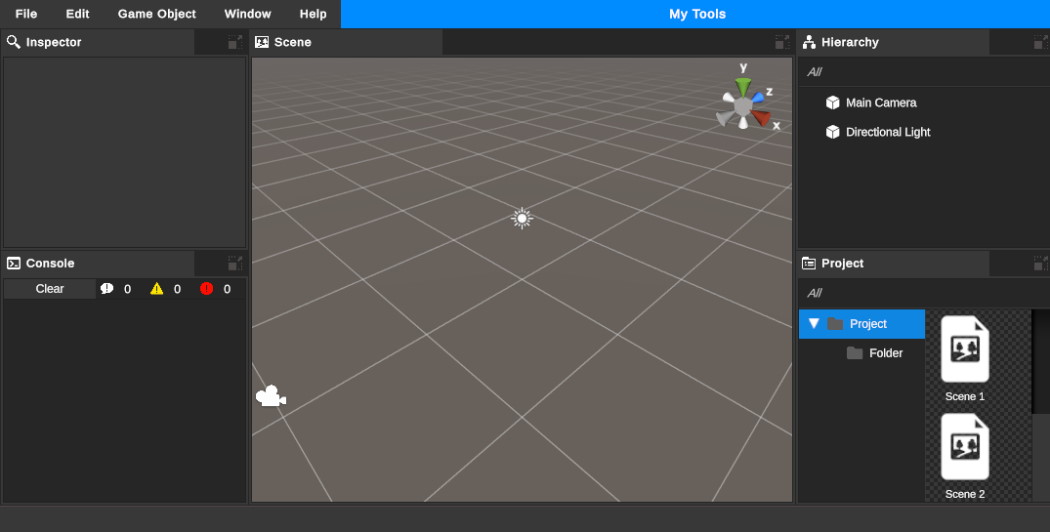 File Edit Game Object Window Help My Tools
Inspector
Scene
y
z
x
Hierarchy
All
Main Camera
Directional Light
Console
Clear 0 0 0
Project
All
Project
Folder
Scene 1
Scene 2